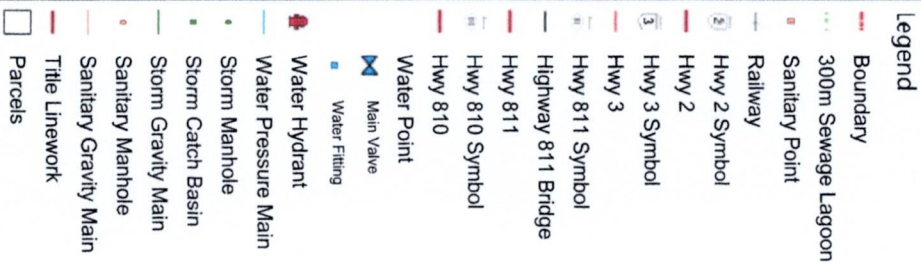 Legend
Boundary
300m Sewage Lagoon
Sanitary Point
Railway
2 Hwy 2 Symbol
Hwy 2
3 Hwy 3 Symbol
Hwy 3
Hwy 811 Symbol
Highway 811 Bridge
Hwy 811
Hwy 810 Symbol
Hwy 810
Water Point
Main Valve
Water Fitting
Water Hydrant
Water Pressure Main
Storm Manhole
Storm Catch Basin
Storm Gravity Main
Sanitary Manhole
Sanitary Gravity Main
Title Linework
Parcels